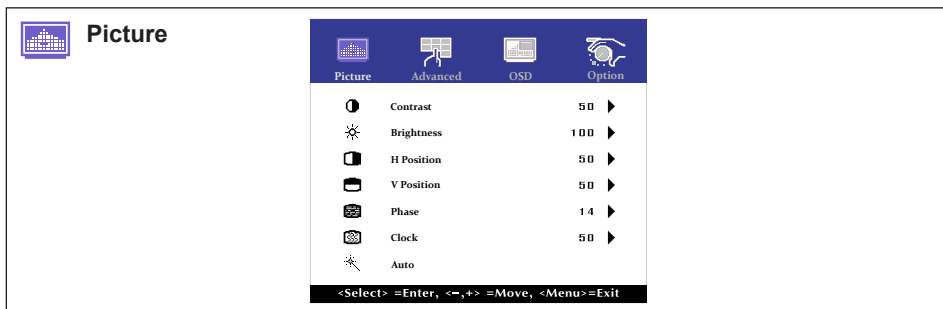 Picture
Picture Advanced OSD Option
Contrast 50
Brightness 100
H Position 50
V Position 50
Phase 14
Clock 50
Auto
<Select> =Enter, <−,+> =Move, <Menu>=Exit